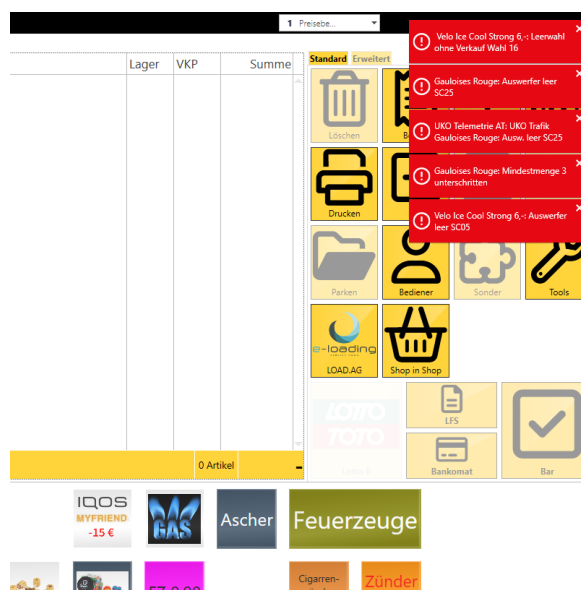 1 Preisebe...
Lager VKP Summe
Standard Erweitert
Velo Ice Cool Strong 6,-: Leerwahl
ohne Verkauf Wahl 16
Gauloises Rouge: Auswerfer leer
SC25
UKO Telemetrie AT: UKO Trafik
Gauloises Rouge: Ausw. leer SC25
Gauloises Rouge: Mindestmenge 3
unterschritten
Velo Ice Cool Strong 6,-: Auswerfer
leer SC05
Löschen
Drucken
Parken Bediener Sonder Tools
e-loading
LOAD.AG Shop in Shop
LOTTO
TOTO
LFS
Bankomat Bar
0 Artikel -
IQOS
MYFRIEND
-15 €
GAS
Ascher
Feuerzeuge
Cigarren-
Zünder